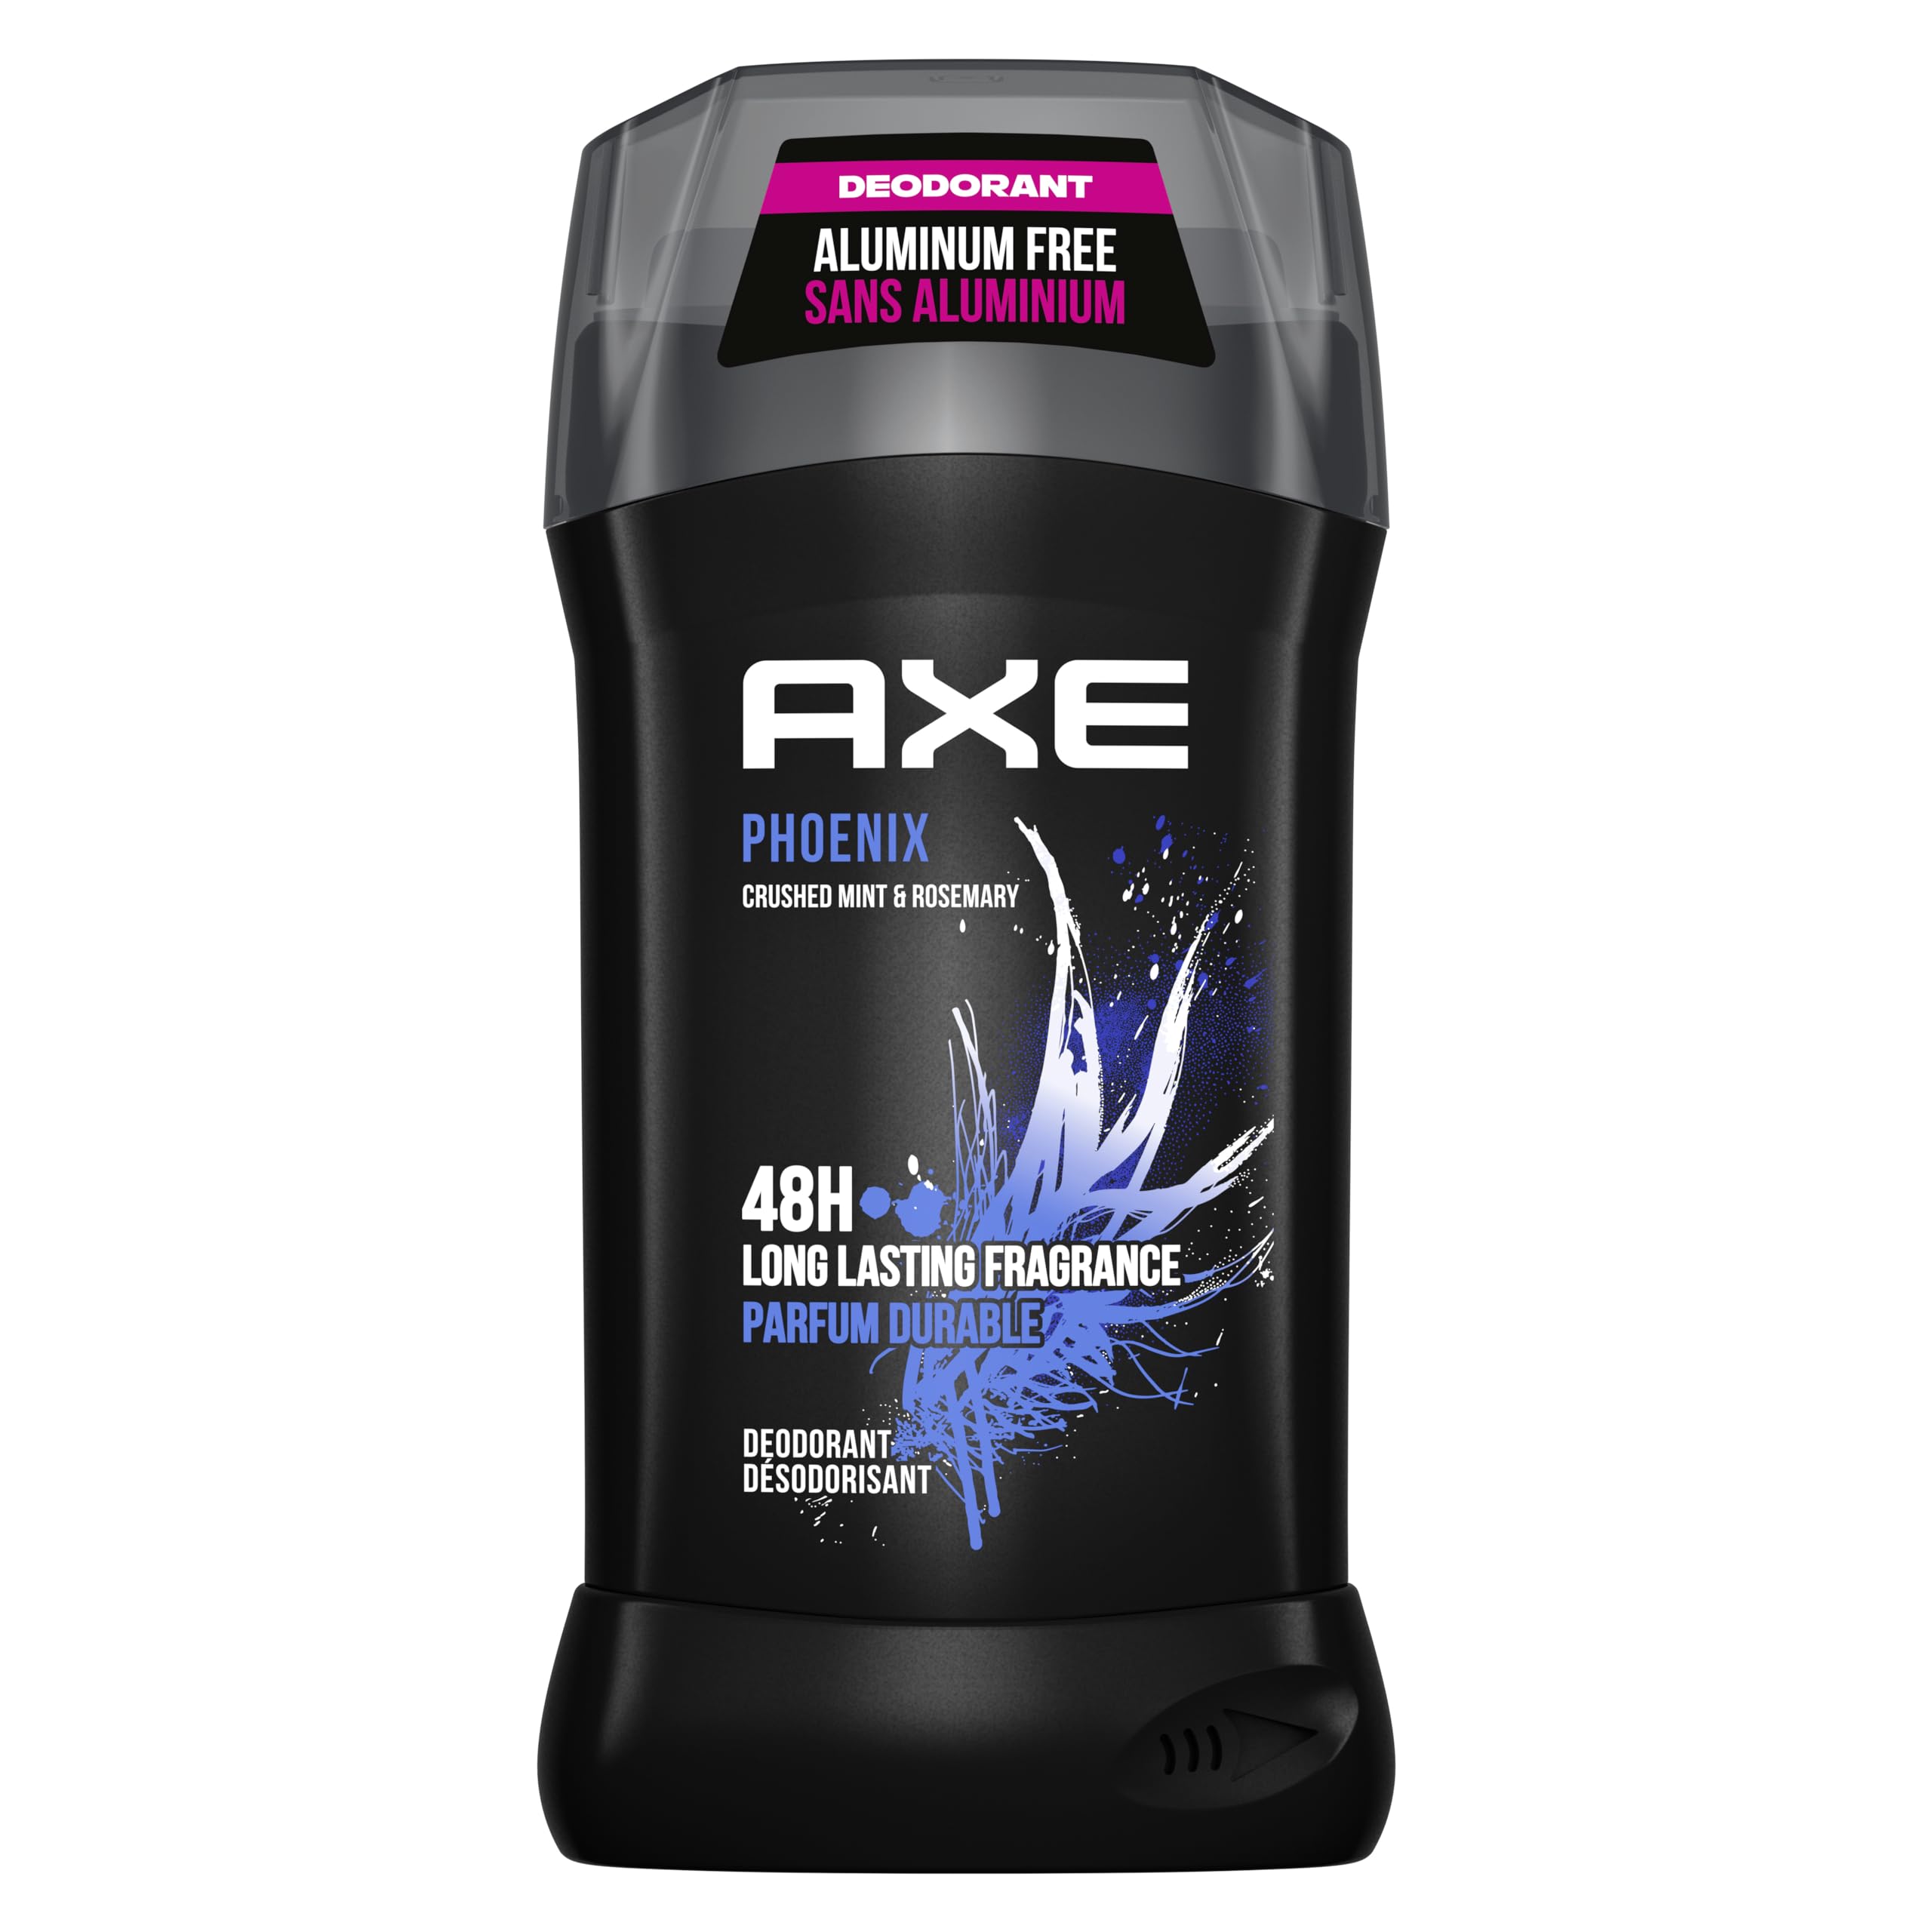 DEODORANT
ALUMINUM FREE
SANS ALUMINIUM
AXE
PHOENIX
CRUSHED MINT & ROSEMARY
48H
LONG LASTING FRAGRANCE
PARFUM DURABLE
DEODORANT
DÉSODORISANT